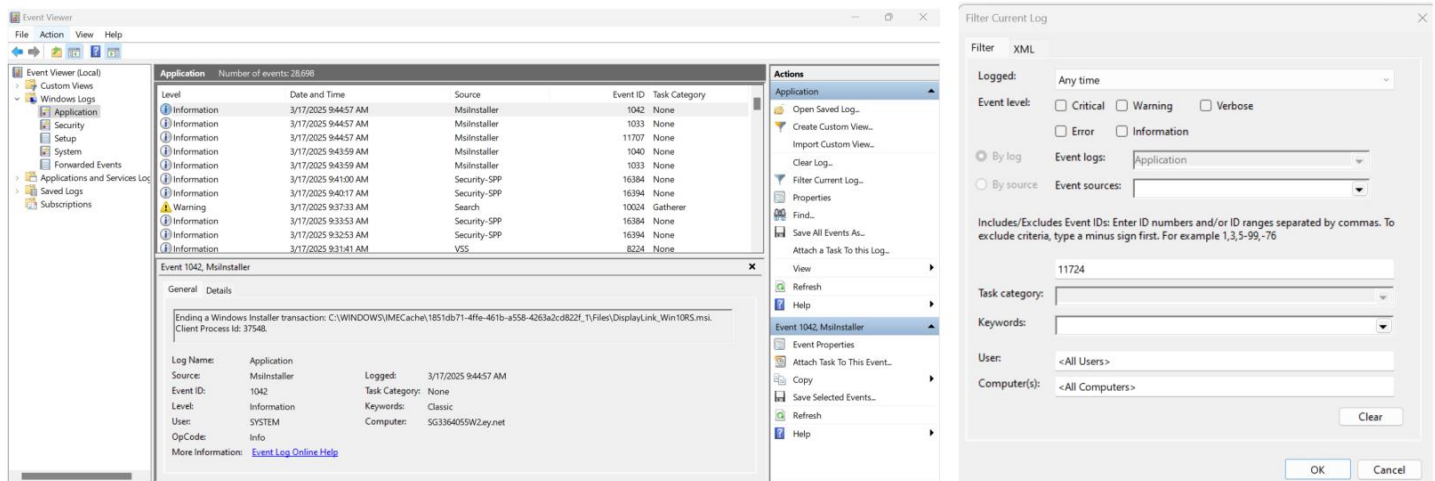 Event Viewer
File Action View Help
Event Viewer (Local)
Custom Views
Windows Logs
Application
Security
Setup
System
Forwarded Events
Applications and Services Log
Saved Logs
Subscriptions
Application Number of events: 28,698
Level Date and Time Source Event ID Task Category
Information 3/17/2025 9:44:57 AM MsiInstaller 1042 None
Information 3/17/2025 9:44:57 AM MsiInstaller 1033 None
Information 3/17/2025 9:44:57 AM MsiInstaller 11707 None
Information 3/17/2025 9:43:59 AM MsiInstaller 1040 None
Information 3/17/2025 9:43:59 AM MsiInstaller 1033 None
Information 3/17/2025 9:41:00 AM Security-SPP 16384 None
Information 3/17/2025 9:40:17 AM Security-SPP 16394 None
Warning 3/17/2025 9:37:33 AM Search 10024 Gatherer
Information 3/17/2025 9:33:53 AM Security-SPP 16384 None
Information 3/17/2025 9:32:53 AM Security-SPP 16394 None
Information 3/17/2025 9:31:41 AM VSS 8224 None
Event 1042, MsiInstaller
General Details
Ending a Windows Installer transaction: C:\WINDOWS\IMECache\1851db71-4ffe-461b-a558-4263a2cd822f_1\Files\DisplayLink_Win10RS.msi.
Client Process Id: 37548.
Log Name: Application
Source: MsiInstaller Logged: 3/17/2025 9:44:57 AM
Event ID: 1042 Task Category: None
Level: Information Keywords: Classic
User: SYSTEM Computer: SG3364055W2.ey.net
OpCode: Info
More Information: Event Log Online Help
Actions
Application
Open Saved Log...
Create Custom View...
Import Custom View...
Clear Log...
Filter Current Log...
Properties
Find...
Save All Events As...
Attach a Task To this Log...
View
Refresh
Help
Event 1042, MsiInstaller
Event Properties
Attach Task To This Event...
Copy
Save Selected Events...
Refresh
Help
Filter Current Log
Filter XML
Logged: Any time
Event level: Critical Warning Verbose
Error Information
By log Event logs: Application
By source Event sources:
Includes/Excludes Event IDs: Enter ID numbers and/or ID ranges separated by commas. To
exclude criteria, type a minus sign first. For example 1,3,5-99,-76
11724
Task category:
Keywords:
User: <All Users>
Computer(s): <All Computers>
Clear
OK Cancel